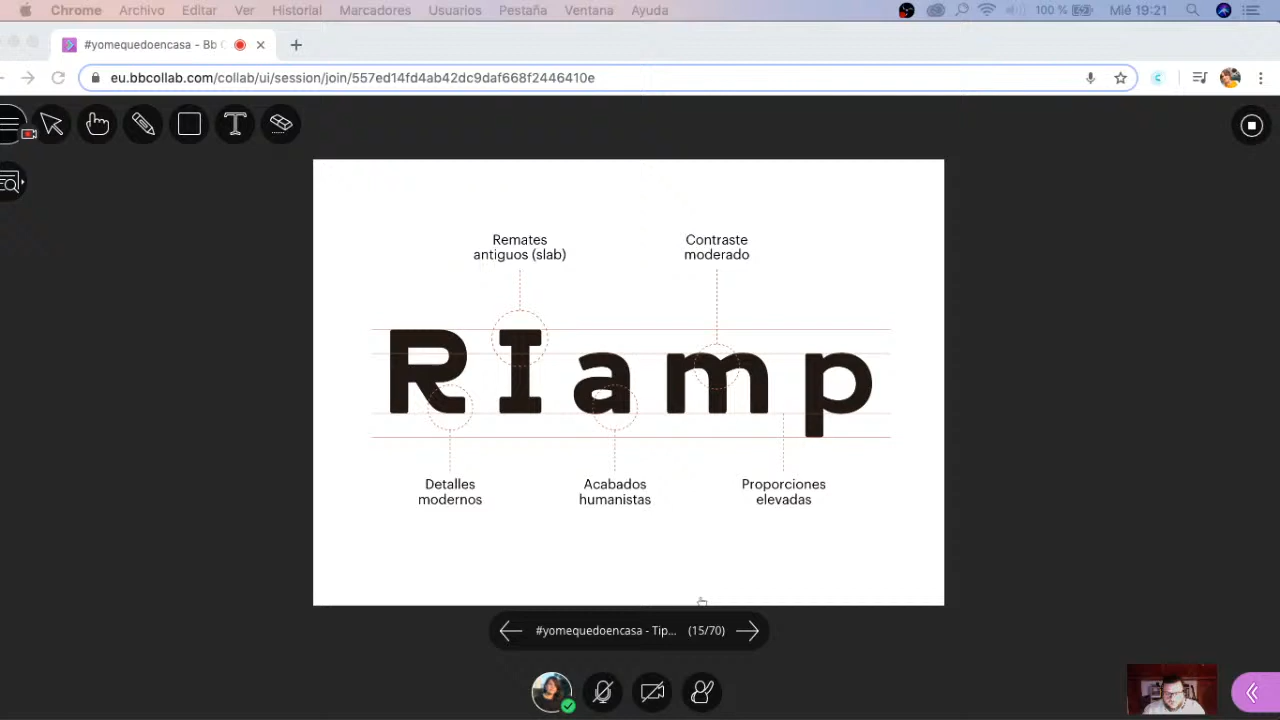 Chrome Archivo Editar Ver Historial Marcadores Usuarios Pestaña Ventana Ayuda 100 % Mié 19:21
#yomequedoencasa - Bb C
eu.bbcollab.com/collab/ui/session/join/557ed14fd4ab42dc9daf668f2446410e
Remates
antiguos (slab)
Contraste
moderado
RIamp
Detalles
modernos
Acabados
humanistas
Proporciones
elevadas
#yomequedoencasa - Tip... (15/70)